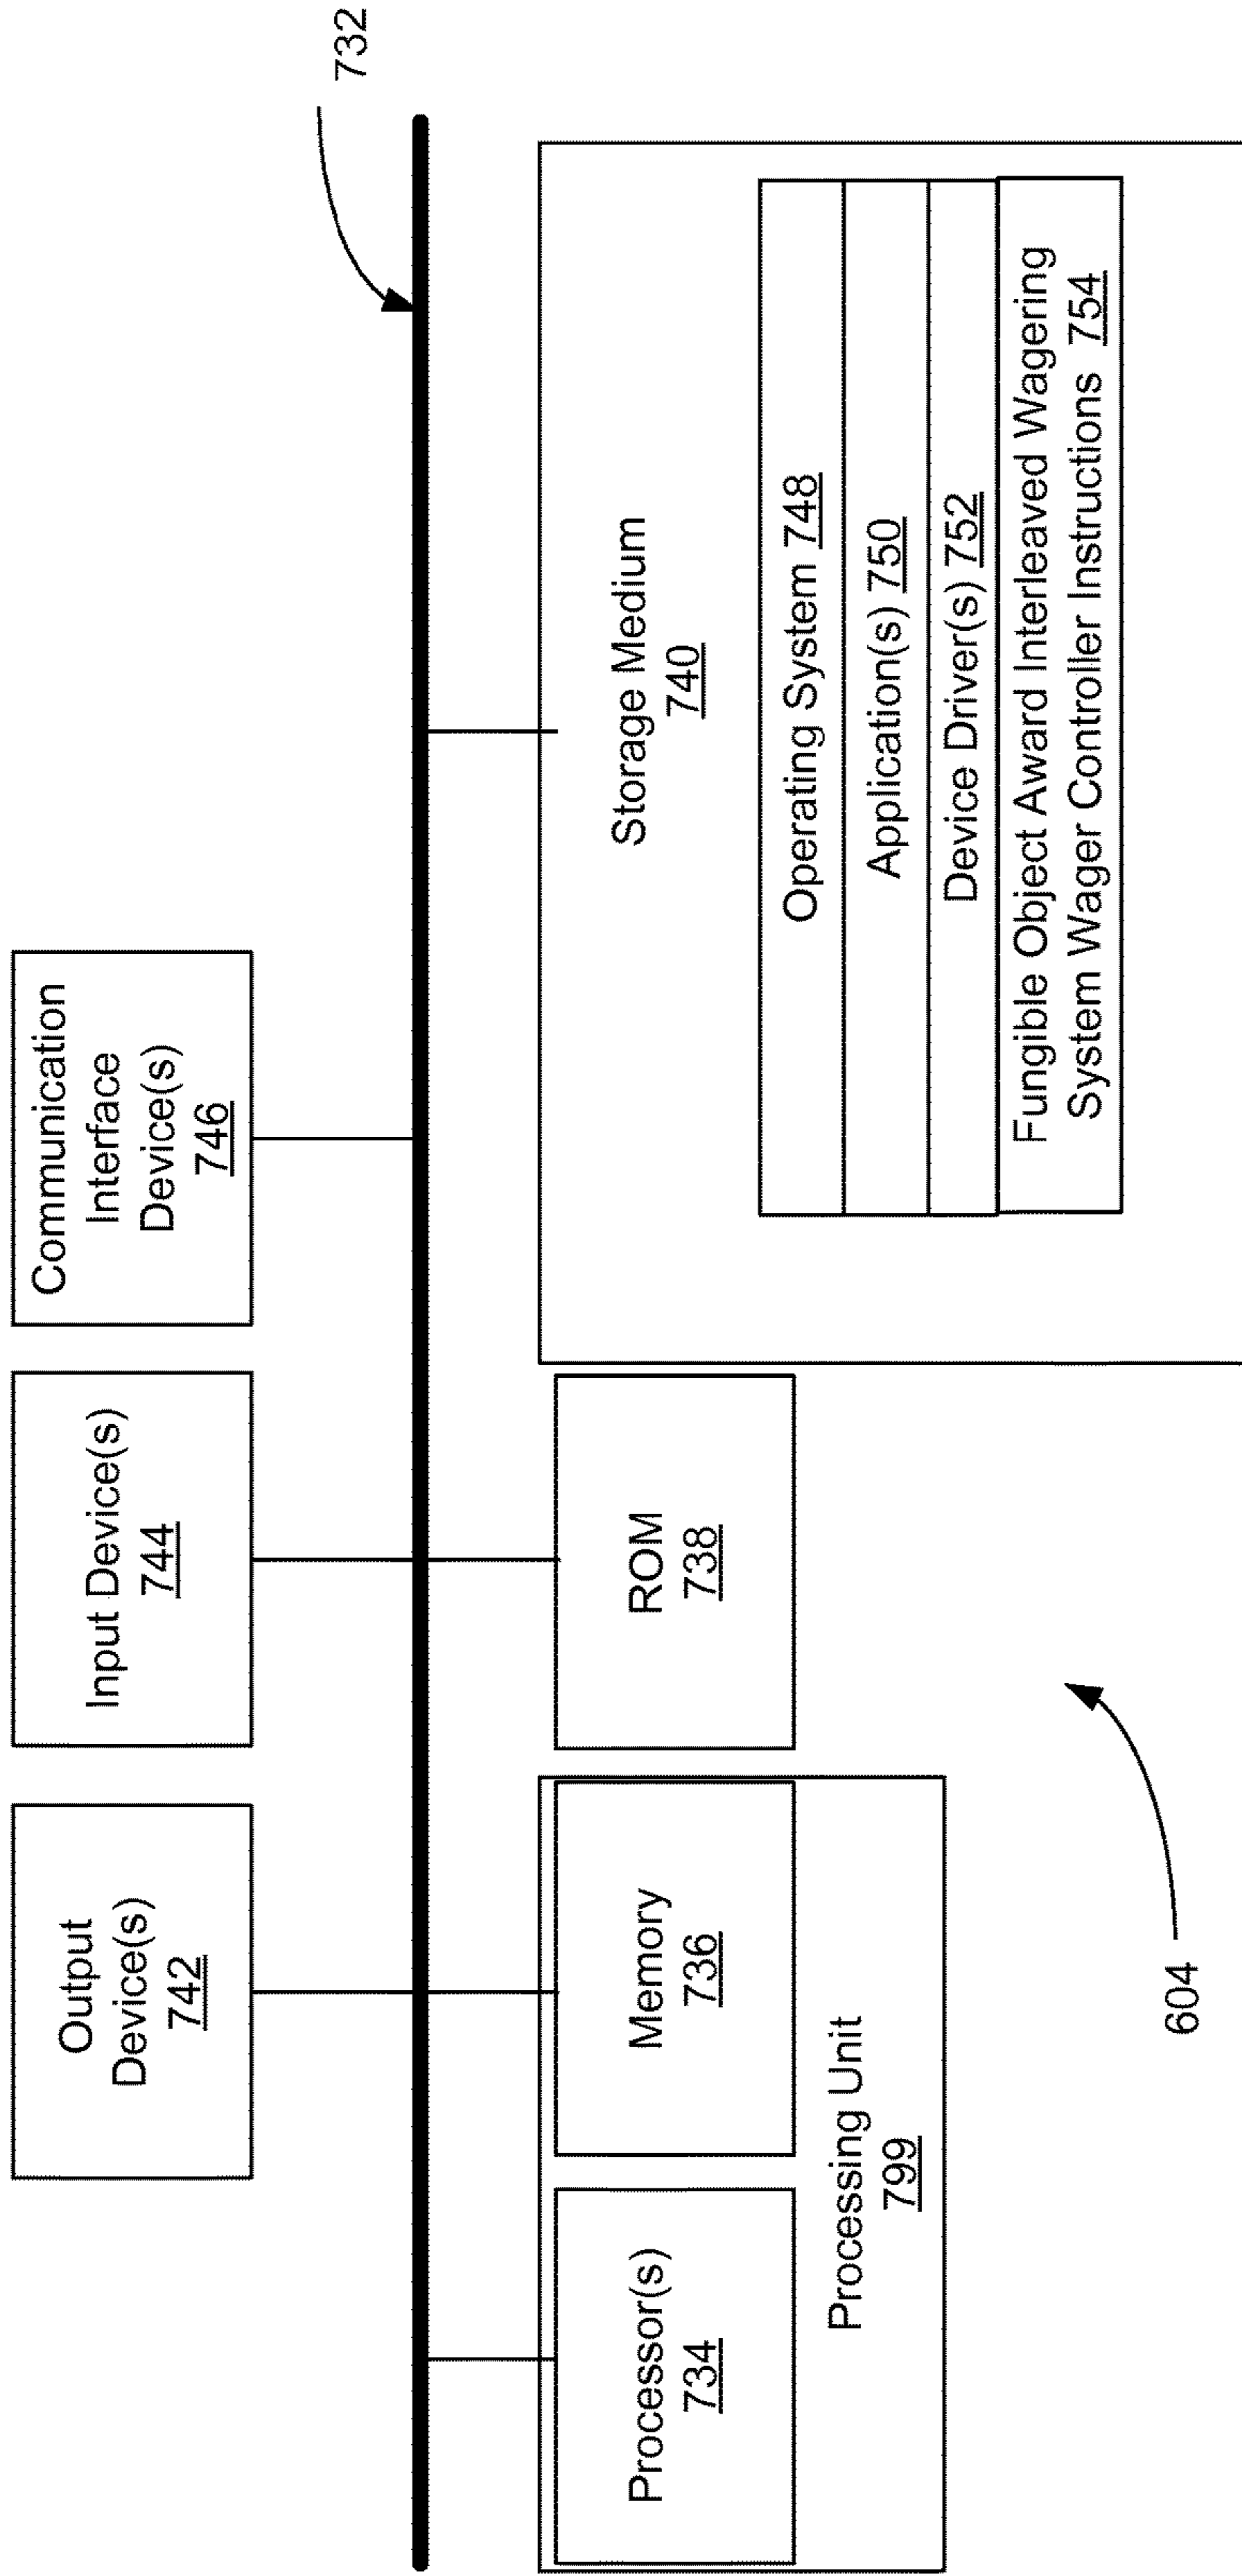 732
Output
Device(s)
742
Input Device(s)
744
Communication
Interface
Device(s)
746
Processor(s)
734
Memory
736
Processing Unit
799
ROM
738
Storage Medium
740
Operating System 748
Application(s) 750
Device Driver(s) 752
Fungible Object Award Interleaved Wagering
System Wager Controller Instructions 754
604